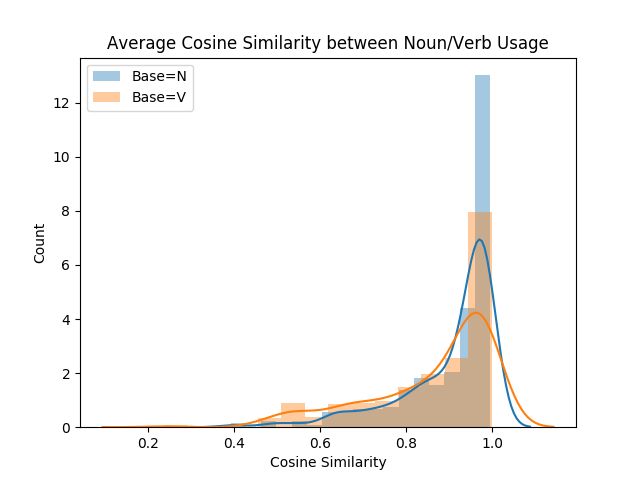 Average Cosine Similarity between Noun/Verb Usage
Base=N
Base=V
Count
12
10
8
6
4
2
0
0.2 0.4 0.6 0.8 1.0
Cosine Similarity